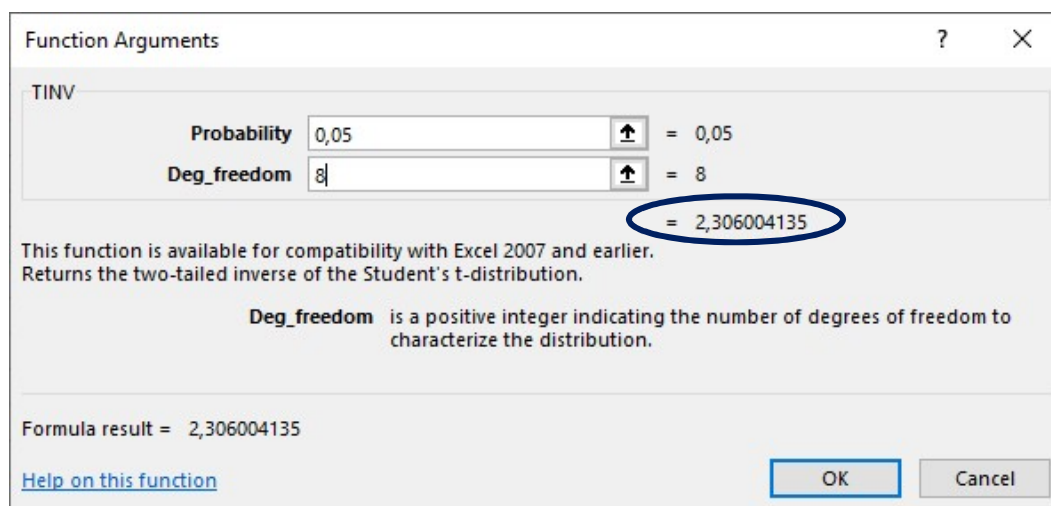 Function Arguments ? ×
TINV
Probability 0,05 = 0,05
Deg_freedom 8 = 8
= 2,306004135
This function is available for compatibility with Excel 2007 and earlier.
Returns the two-tailed inverse of the Student's t-distribution.
Deg_freedom is a positive integer indicating the number of degrees of freedom to
characterize the distribution.
Formula result = 2,306004135
Help on this function OK Cancel